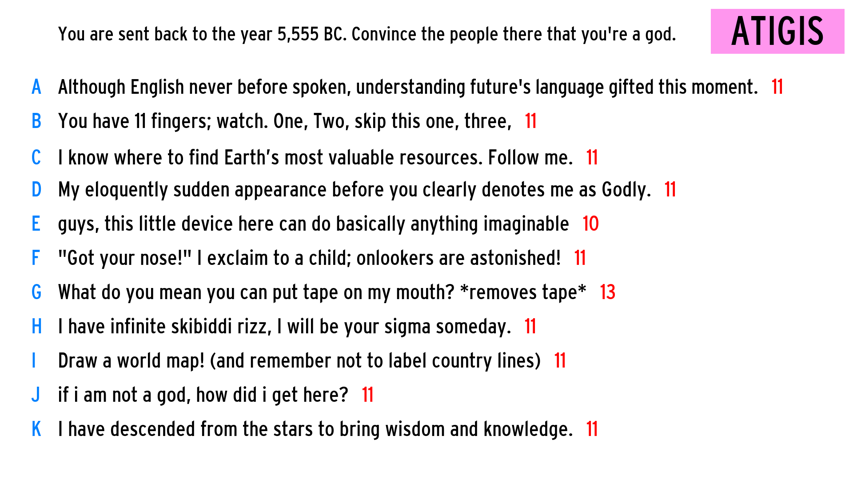 You are sent back to the year 5,555 BC. Convince the people there that you're a god.
ATIGIS
A Although English never before spoken, understanding future's language gifted this moment. 11
B You have 11 fingers; watch. One, Two, skip this one, three, 11
C I know where to find Earth’s most valuable resources. Follow me. 11
D My eloquently sudden appearance before you clearly denotes me as Godly. 11
E guys, this little device here can do basically anything imaginable 10
F "Got your nose!" I exclaim to a child; onlookers are astonished! 11
G What do you mean you can put tape on my mouth? *removes tape* 13
H I have infinite skibiddi rizz, I will be your sigma someday. 11
I Draw a world map! (and remember not to label country lines) 11
J if i am not a god, how did i get here? 11
K I have descended from the stars to bring wisdom and knowledge. 11